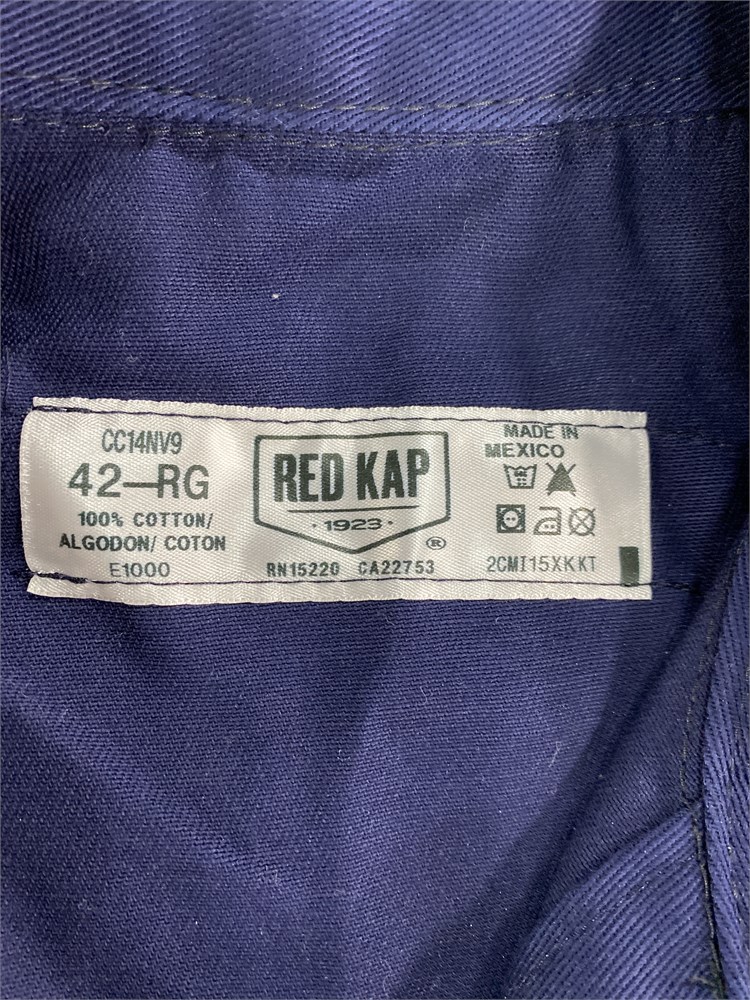 CC14NV9
42-RG
100% COTTON/
ALGODON/ COTON
E1000
RED KAP
· 1923 ·
®
RN15220 CA22753
MADE IN
MEXICO
2CMI15XKKT